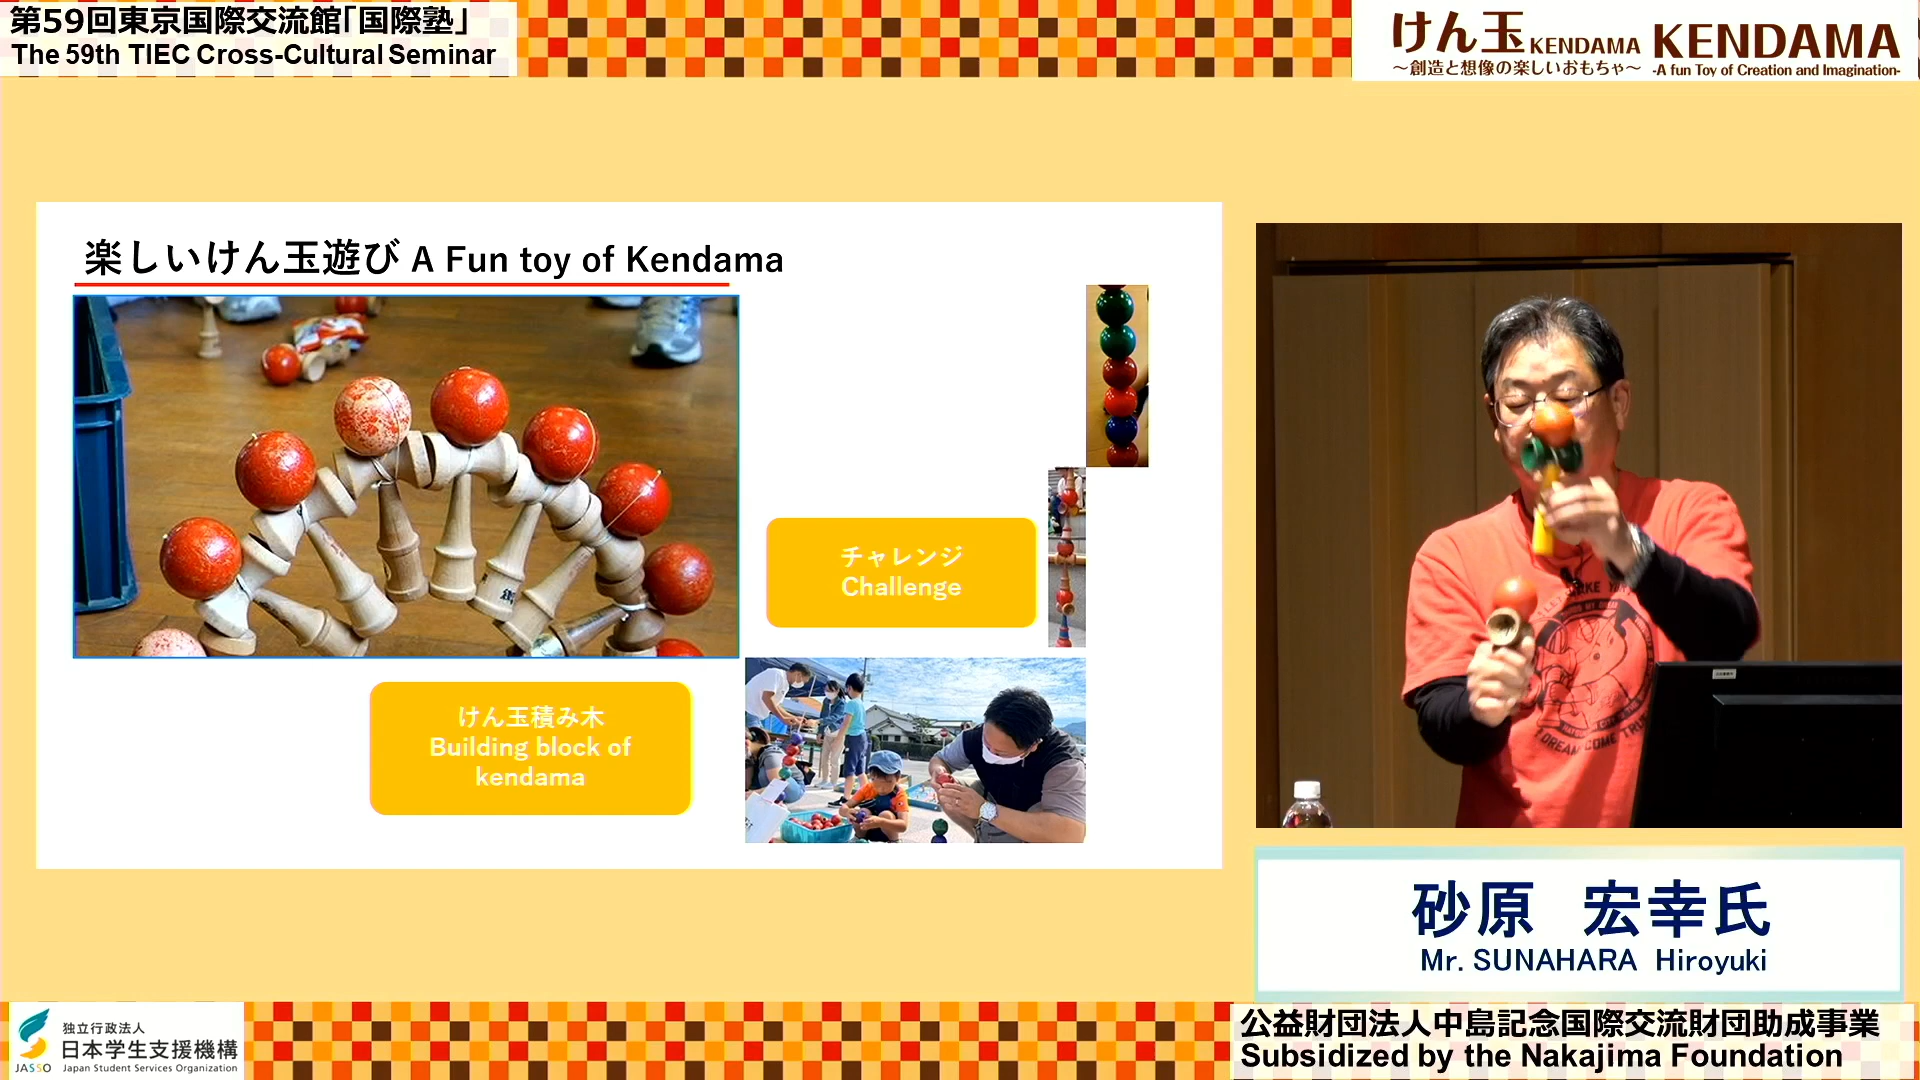 第59回東京国際交流館「国際塾」
The 59th TIEC Cross-Cultural Seminar
けん玉 KENDAMA
～創造と想像の楽しいおもちゃ～
KENDAMA
-A fun Toy of Creation and Imagination-
楽しいけん玉遊び A Fun toy of Kendama
チャレンジ
Challenge
けん玉積み木
Building block of
kendama
DREAM COME TRU
砂原 宏幸氏
Mr. SUNAHARA Hiroyuki
JASSO
独立行政法人
日本学生支援機構
Japan Student Services Organization
公益財団法人中島記念国際交流財団助成事業
Subsidized by the Nakajima Foundation